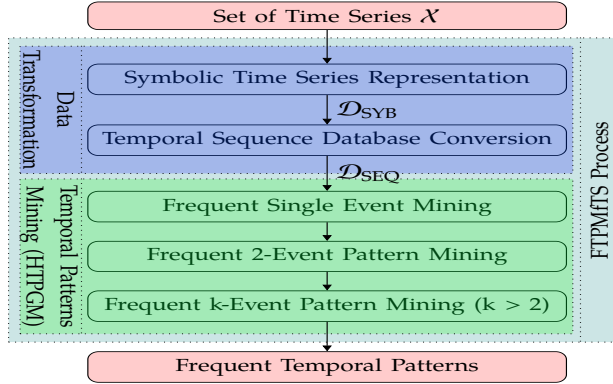 Set of Time Series 𝒳
Data
Transformation
Symbolic Time Series Representation
𝒟SYB
Temporal Sequence Database Conversion
𝒟SEQ
Temporal Patterns
Mining (HTPGM)
Frequent Single Event Mining
Frequent 2-Event Pattern Mining
Frequent k-Event Pattern Mining (k > 2)
FTPMfTS Process
Frequent Temporal Patterns